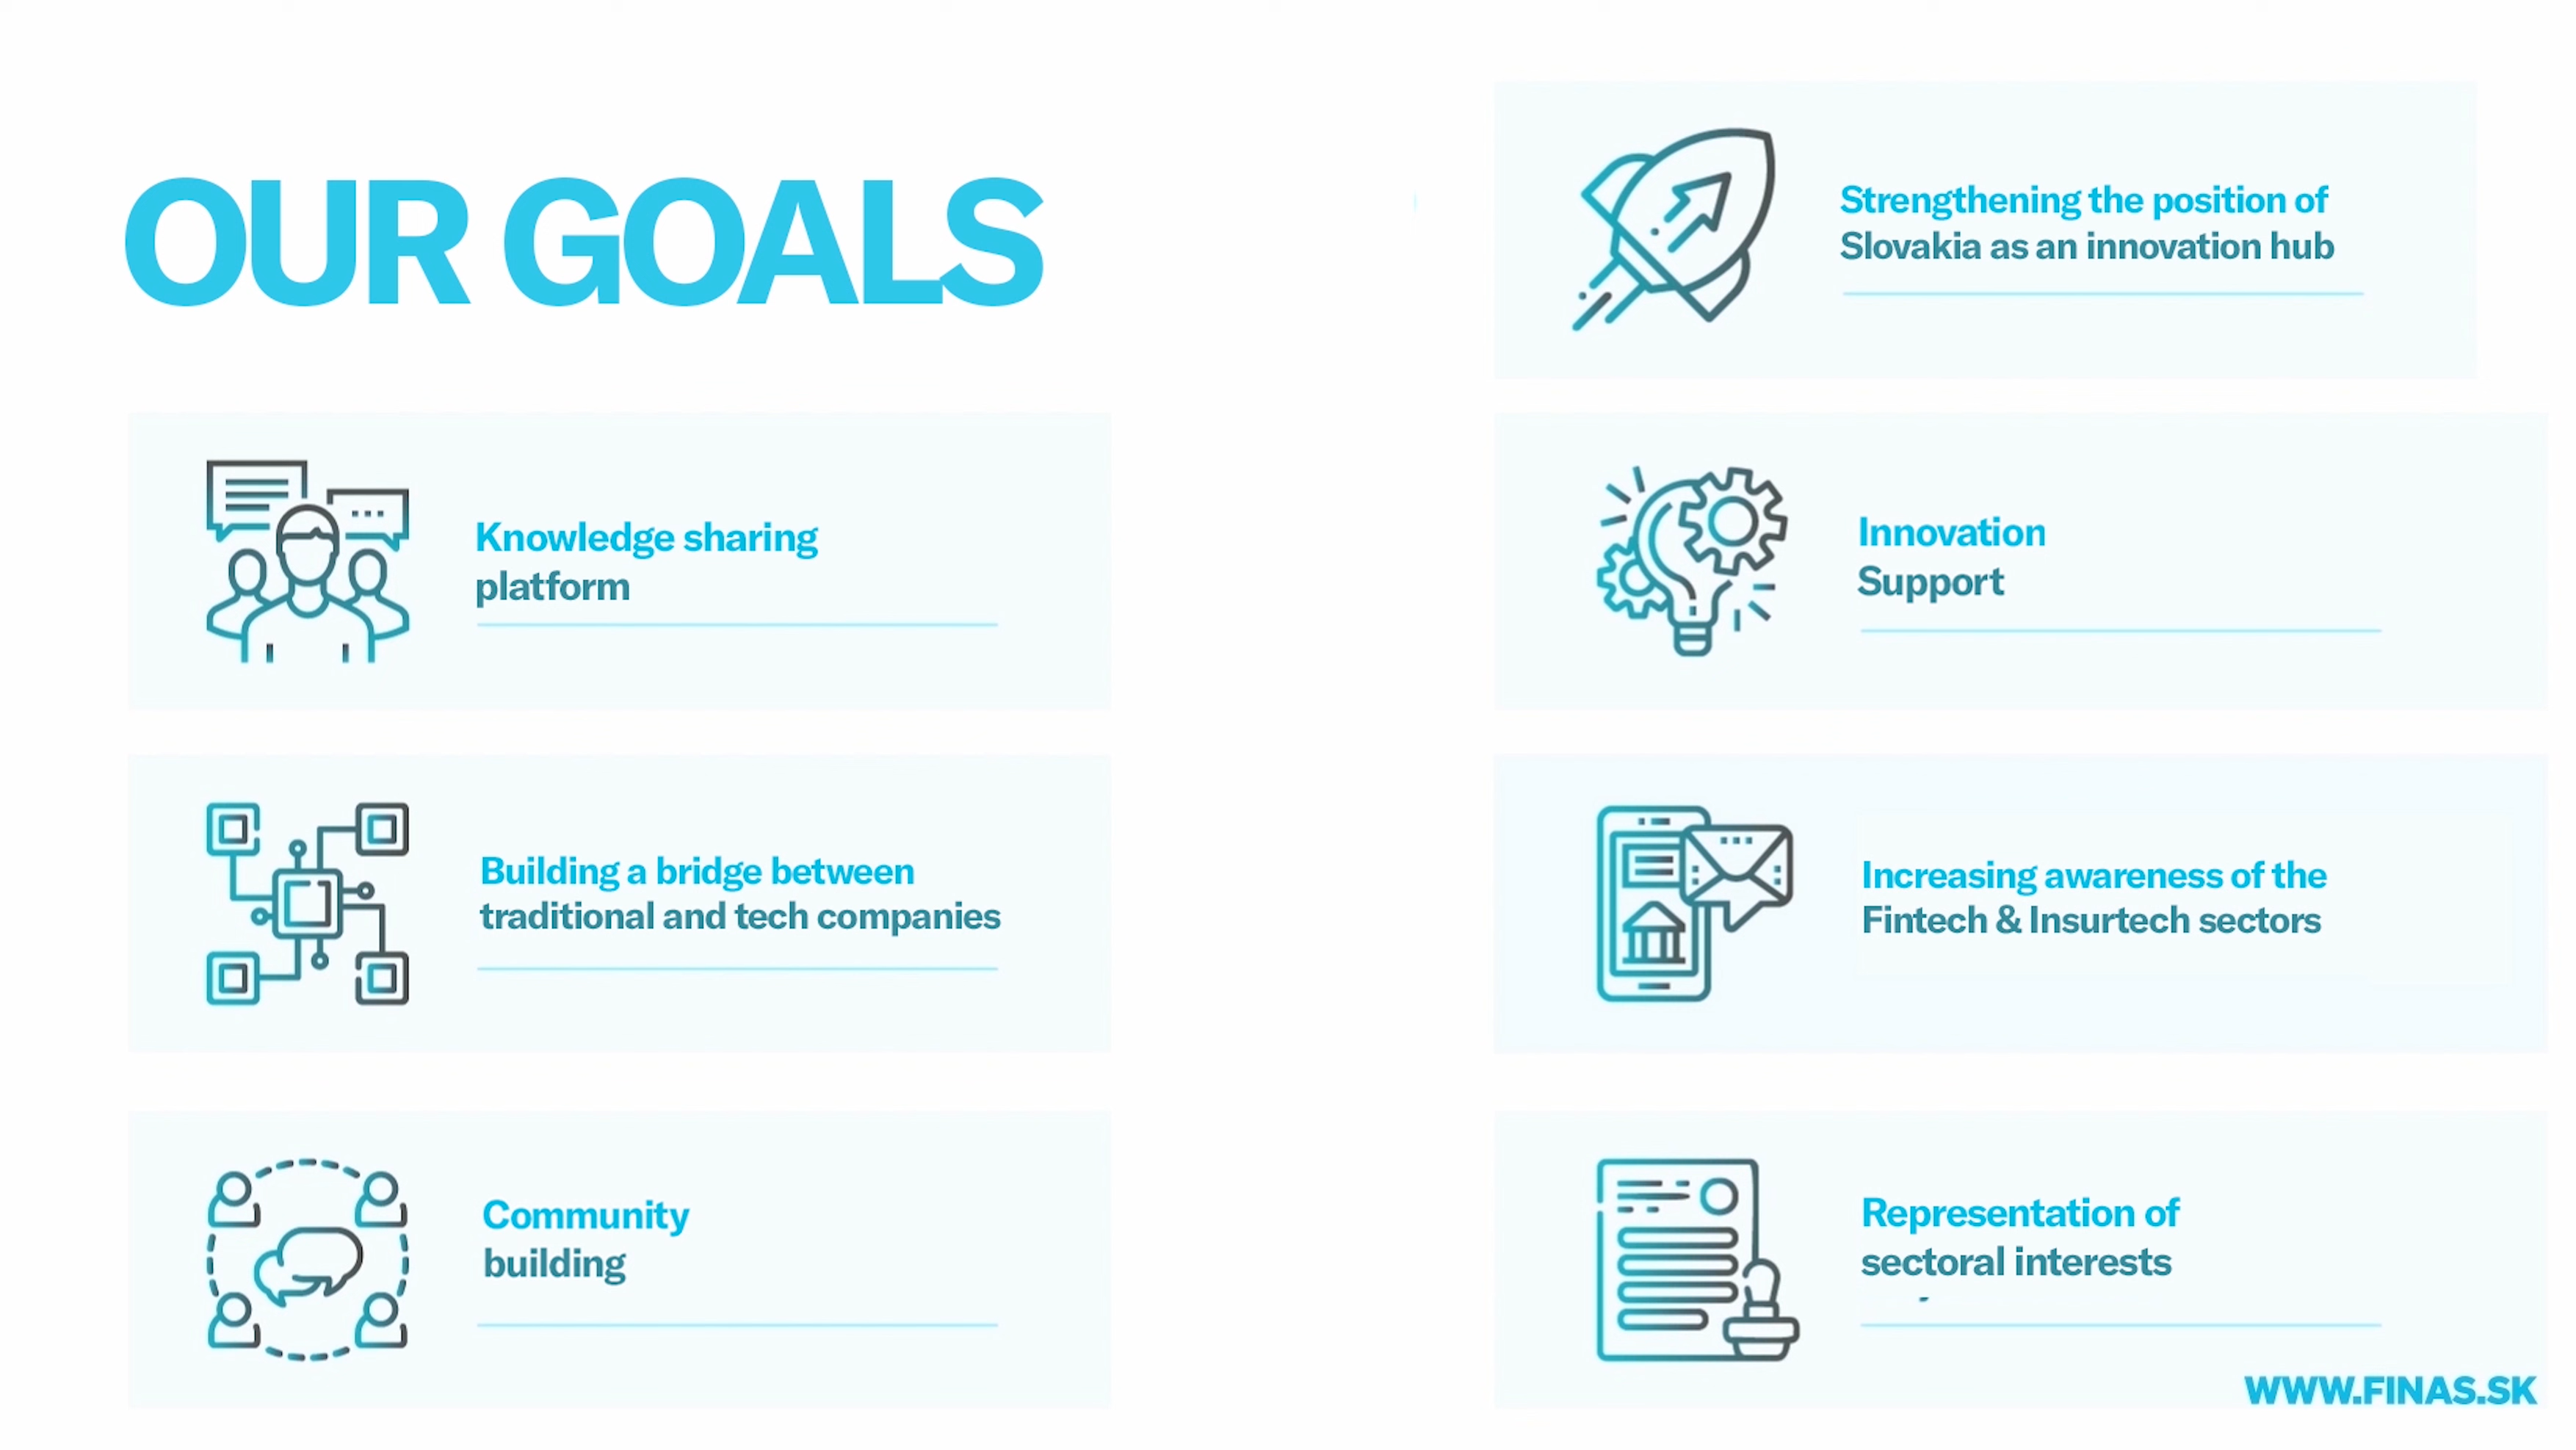 OUR GOALS
Knowledge sharing
platform
Building a bridge between
traditional and tech companies
Community
building
Strengthening the position of
Slovakia as an innovation hub
Innovation
Support
Increasing awareness of the
Fintech & Insurtech sectors
Representation of
sectoral interests
WWW.FINAS.SK